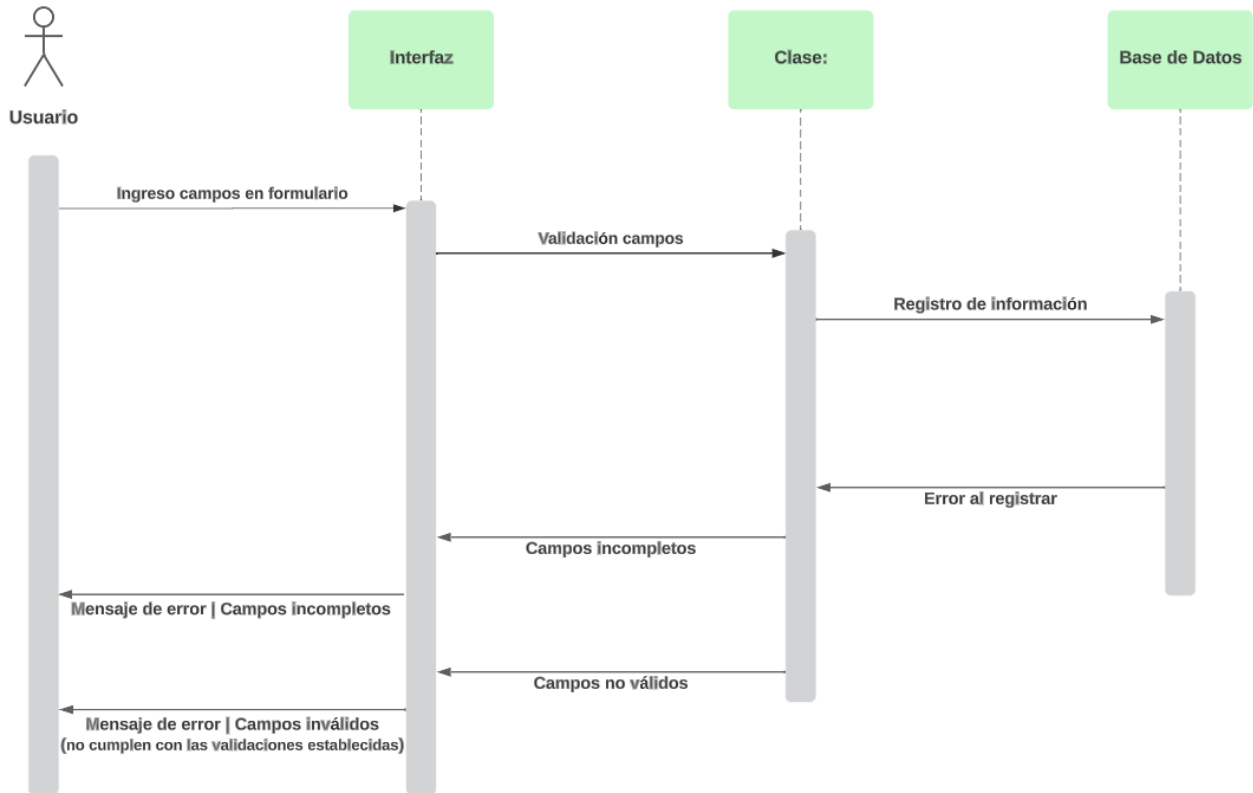 Usuario
Interfaz
Clase:
Base de Datos
Ingreso campos en formulario
Validación campos
Registro de información
Error al registrar
Campos incompletos
Mensaje de error | Campos incompletos
Campos no válidos
Mensaje de error | Campos inválidos
(no cumplen con las validaciones establecidas)